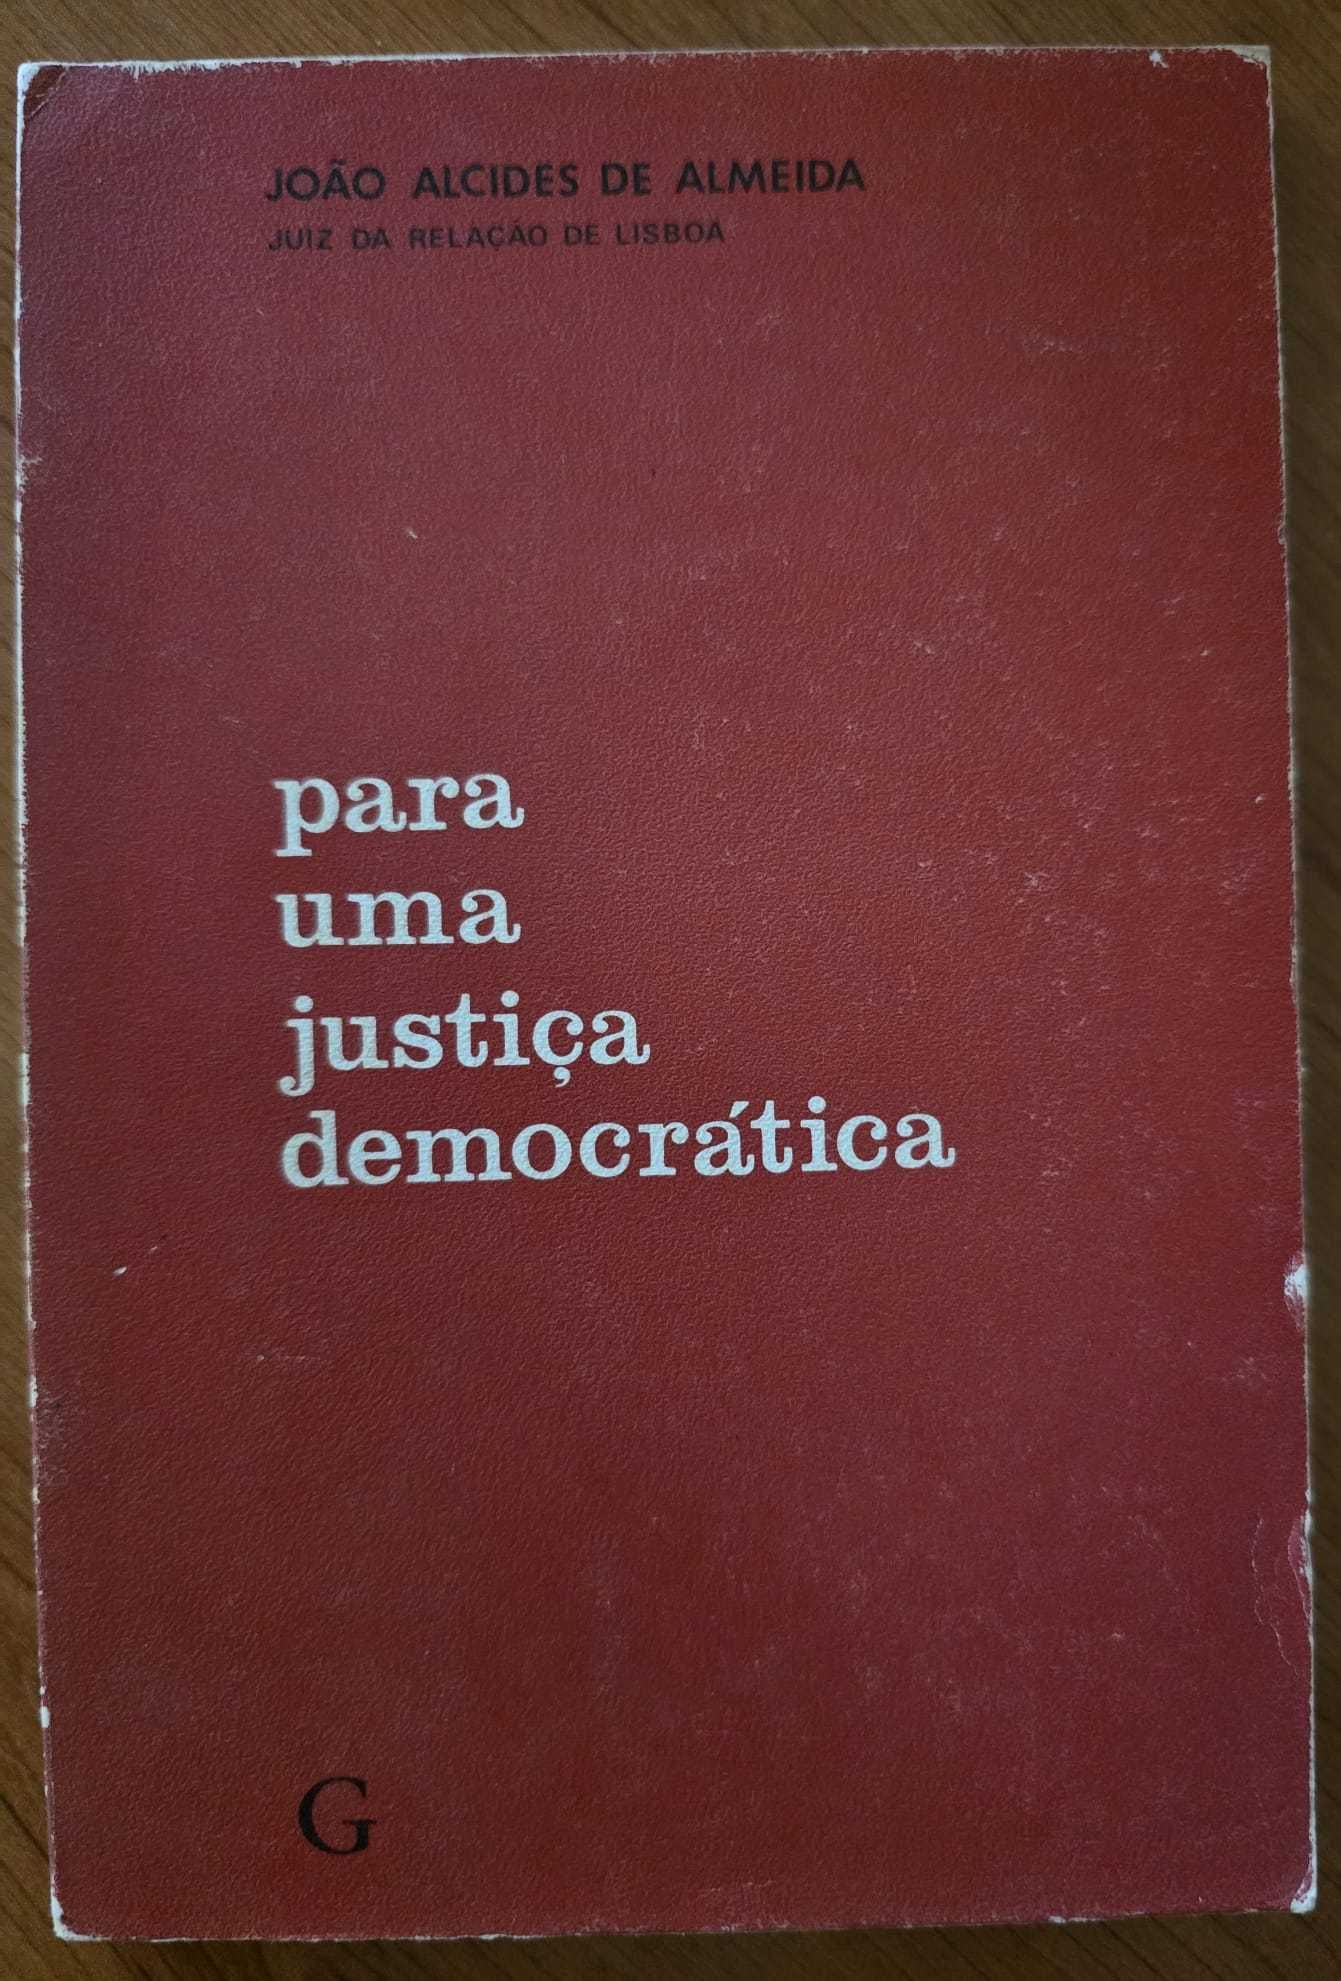 JOÃO ALCIDES DE ALMEIDA
JUIZ DA RELAÇÃO DE LISBOA
para
uma
justiça
democrática
G